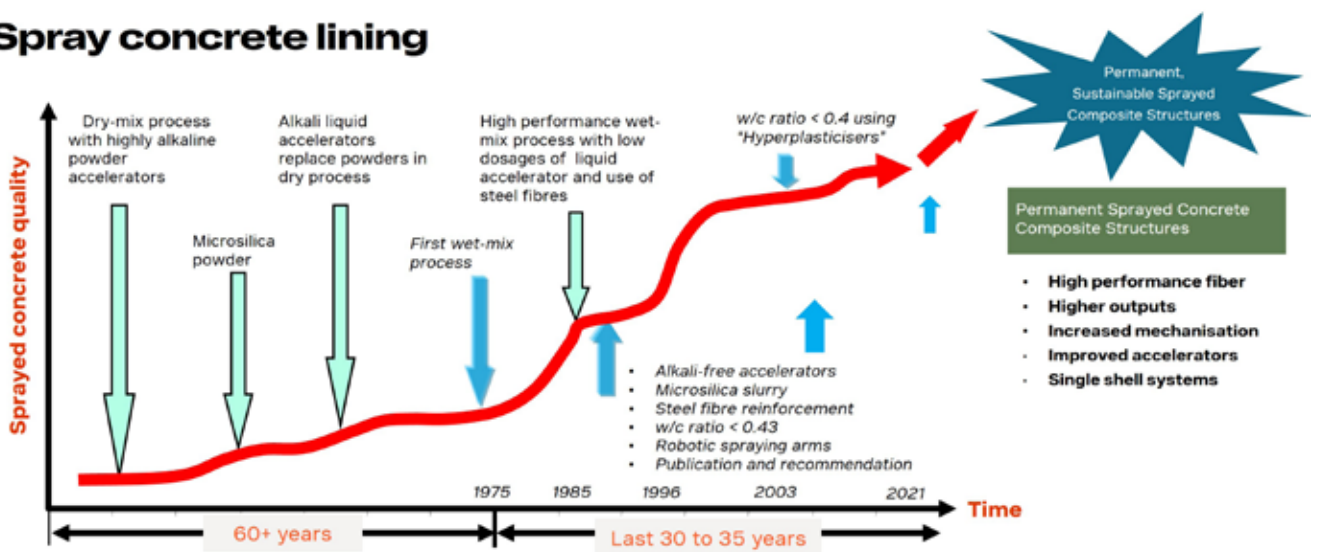 Spray concrete lining
Permanent,
Sustainable Sprayed
Composite Structures
Dry-mix process
with highly alkaline
powder
accelerators
Alkali liquid
accelerators
replace powders in
dry process
High performance wet-
mix process with low
dosages of liquid
accelerator and use of
steel fibres
w/c ratio < 0.4 using
"Hyperplasticisers"
Microsilica
powder
First wet-mix
process
Sprayed concrete quality
Permanent Sprayed Concrete
Composite Structures
• High performance fiber
• Higher outputs
• Increased mechanisation
• Improved accelerators
• Single shell systems
• Alkali-free accelerators
• Microsilica slurry
• Steel fibre reinforcement
• w/c ratio < 0.43
• Robotic spraying arms
• Publication and recommendation
1975 1985 1996 2003 2021
Time
60+ years
Last 30 to 35 years